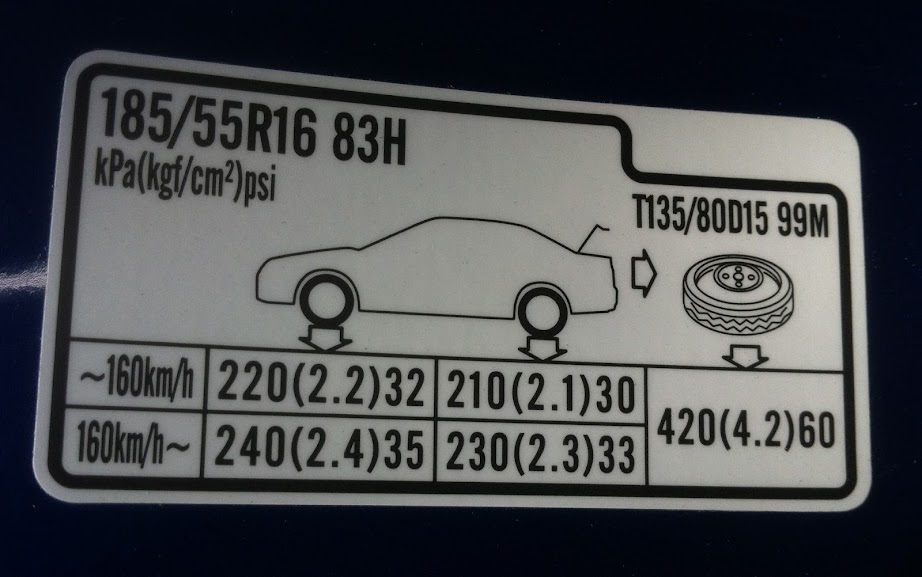 185/55R16 83H
kPa(kgf/cm²)psi
T135/80D15 99M
~160km/h 220(2.2)32 210(2.1)30
160km/h~ 240(2.4)35 230(2.3)33
420(4.2)60